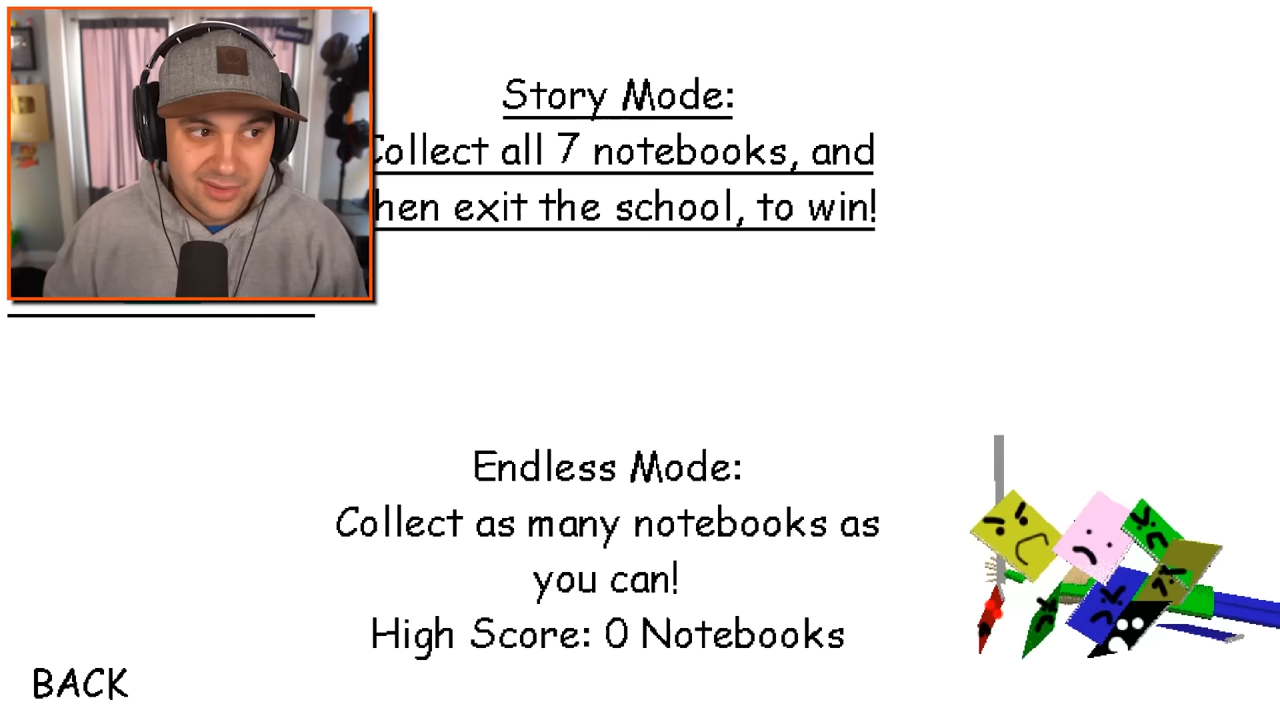 Story Mode:
Collect all 7 notebooks, and
hen exit the school, to win!
Endless Mode:
Collect as many notebooks as
you can!
High Score: 0 Notebooks
BACK